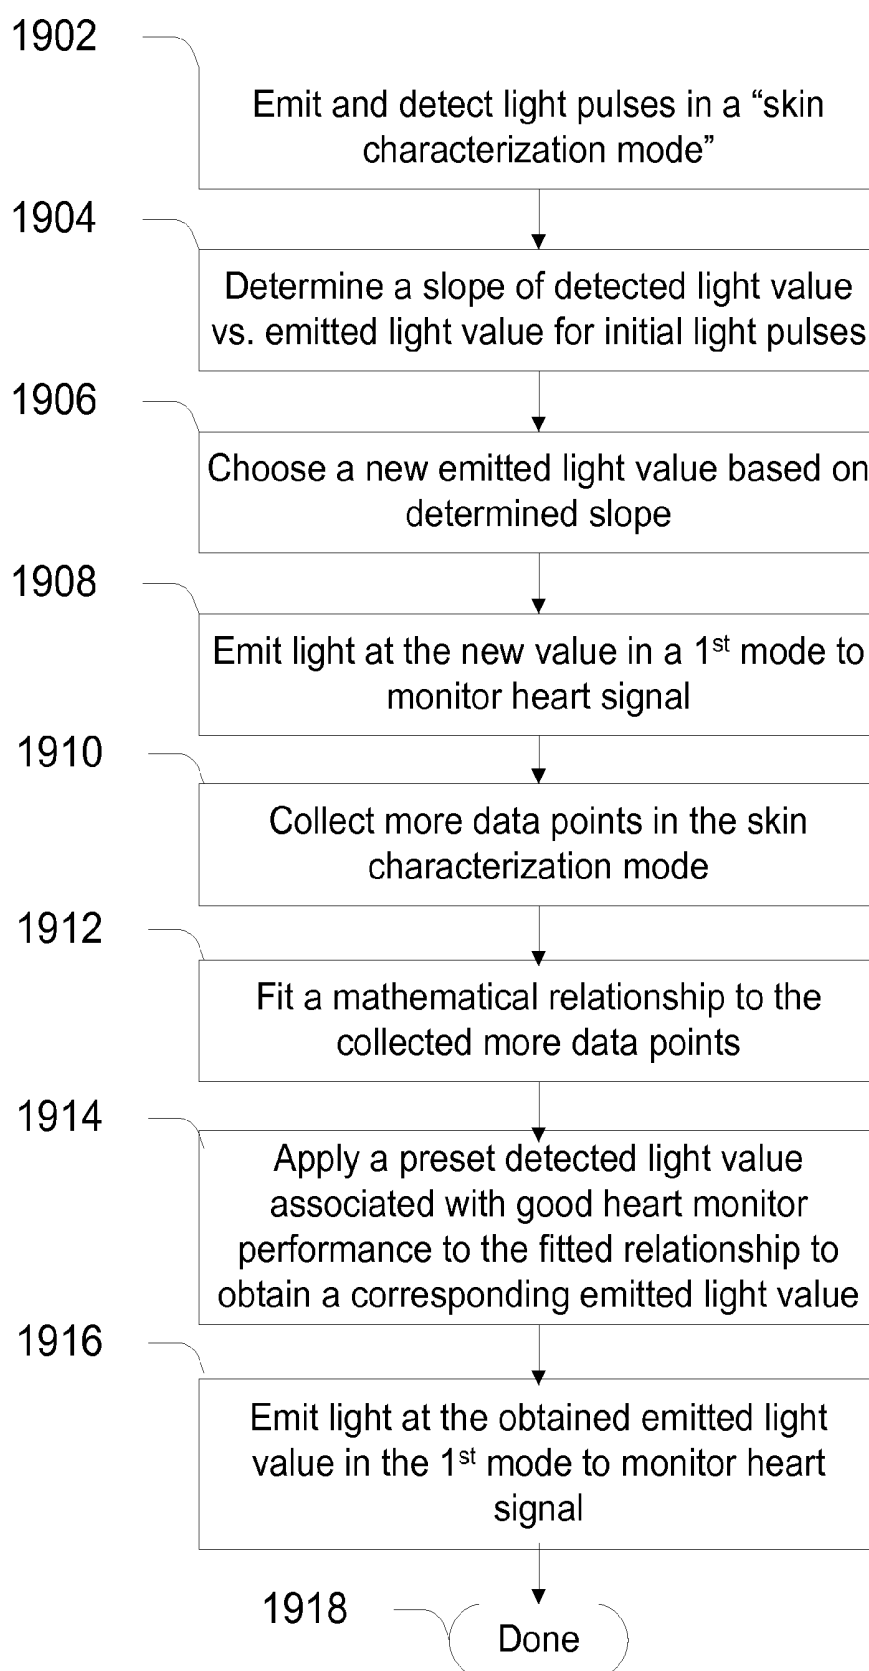 1902
Emit and detect light pulses in a “skin
characterization mode”
1904
Determine a slope of detected light value
vs. emitted light value for initial light pulses
1906
Choose a new emitted light value based on
determined slope
1908
Emit light at the new value in a 1st mode to
monitor heart signal
1910
Collect more data points in the skin
characterization mode
1912
Fit a mathematical relationship to the
collected more data points
1914
Apply a preset detected light value
associated with good heart monitor
performance to the fitted relationship to
obtain a corresponding emitted light value
1916
Emit light at the obtained emitted light
value in the 1st mode to monitor heart
signal
1918
Done